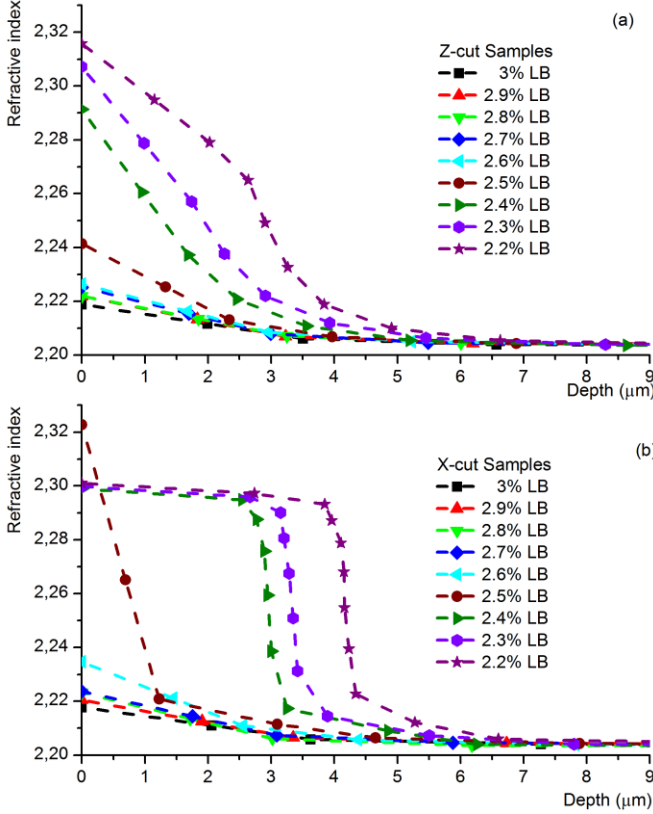 (a)
Refractive index
2,32
2,30
2,28
2,26
2,24
2,22
2,20
Z-cut Samples
3% LB
2.9% LB
2.8% LB
2.7% LB
2.6% LB
2.5% LB
2.4% LB
2.3% LB
2.2% LB
0 1 2 3 4 5 6 7 8 9
Depth (μm)
(b)
Refractive index
2,32
2,30
2,28
2,26
2,24
2,22
2,20
X-cut Samples
3% LB
2.9% LB
2.8% LB
2.7% LB
2.6% LB
2.5% LB
2.4% LB
2.3% LB
2.2% LB
0 1 2 3 4 5 6 7 8 9
Depth (μm)